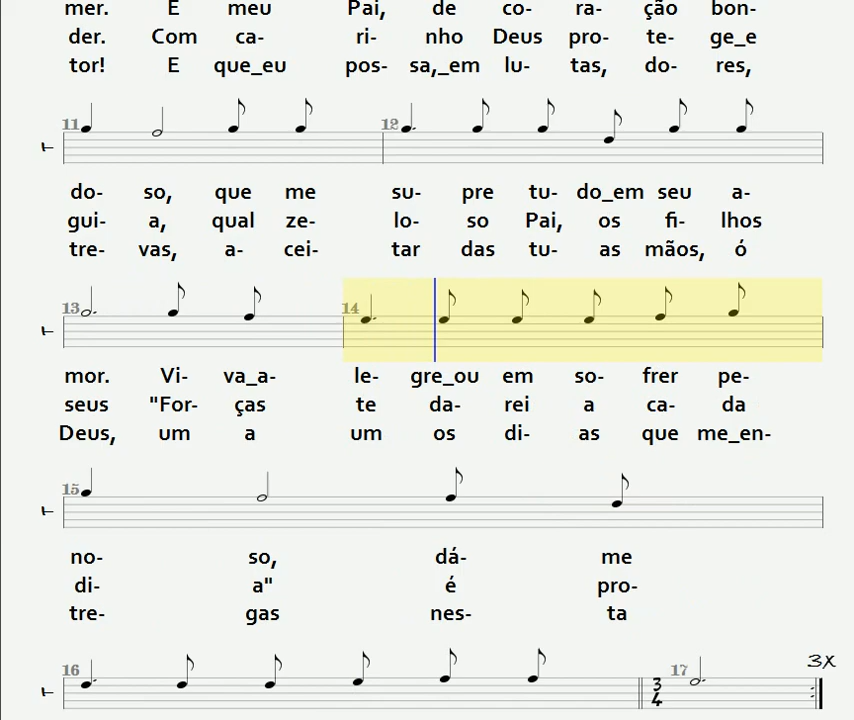 mer. E meu Pai, de co- ra- ção bon-
der. Com ca- ri- nho Deus pro- te- ge_e
tor! E que_eu pos- sa,_em lu- tas, do- res,
11 12
do- so, que me su- pre tu- do_em seu a-
gui- a, qual ze- lo- so Pai, os fi- lhos
tre- vas, a- cei- tar das tu- as mãos, ó
13 14
mor. Vi- va_a- le- gre_ou em so- frer pe-
seus "For- ças te da- rei a ca- da
Deus, um a um os di- as que me_en-
15
no- so, dá- me
di- a" é pro-
tre- gas nes- ta
16 17 3X
3
4